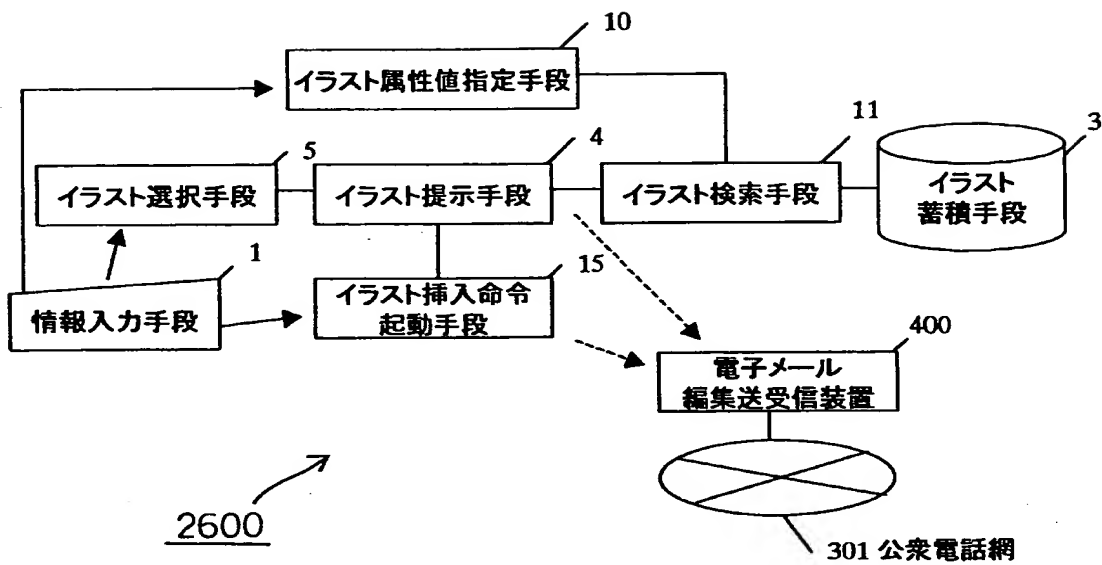 10
イラスト属性値指定手段
11
3
5
4
イラスト選択手段
イラスト提示手段
イラスト検索手段
イラスト
蓄積手段
1
15
情報入力手段
イラスト挿入命令
起動手段
400
電子メール
編集送受信装置
2600
301 公衆電話網